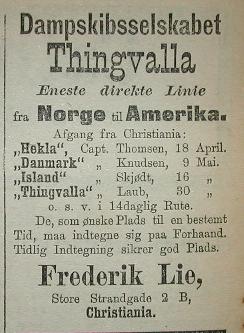 Dampskibsselskabet
Thingvalla
Eneste direkte Linie
fra Norge til Amerika.
Afgang fra Christiania:
„Hekla“, Capt. Thomsen, 18 April.
„Danmark“ „ Knudsen, 9 Mai.
„Island“ „ Skjødt, 16 „
„Thingvalla“ „ Laub, 30 „
o. s. v. i 14daglig Rute.
De, som ønske Plads til en bestemt
Tid, maa indtegne sig paa Forhaand.
Tidlig Indtegning sikrer god Plads.
Frederik Lie,
Store Strandgade 2 B,
Christiania.